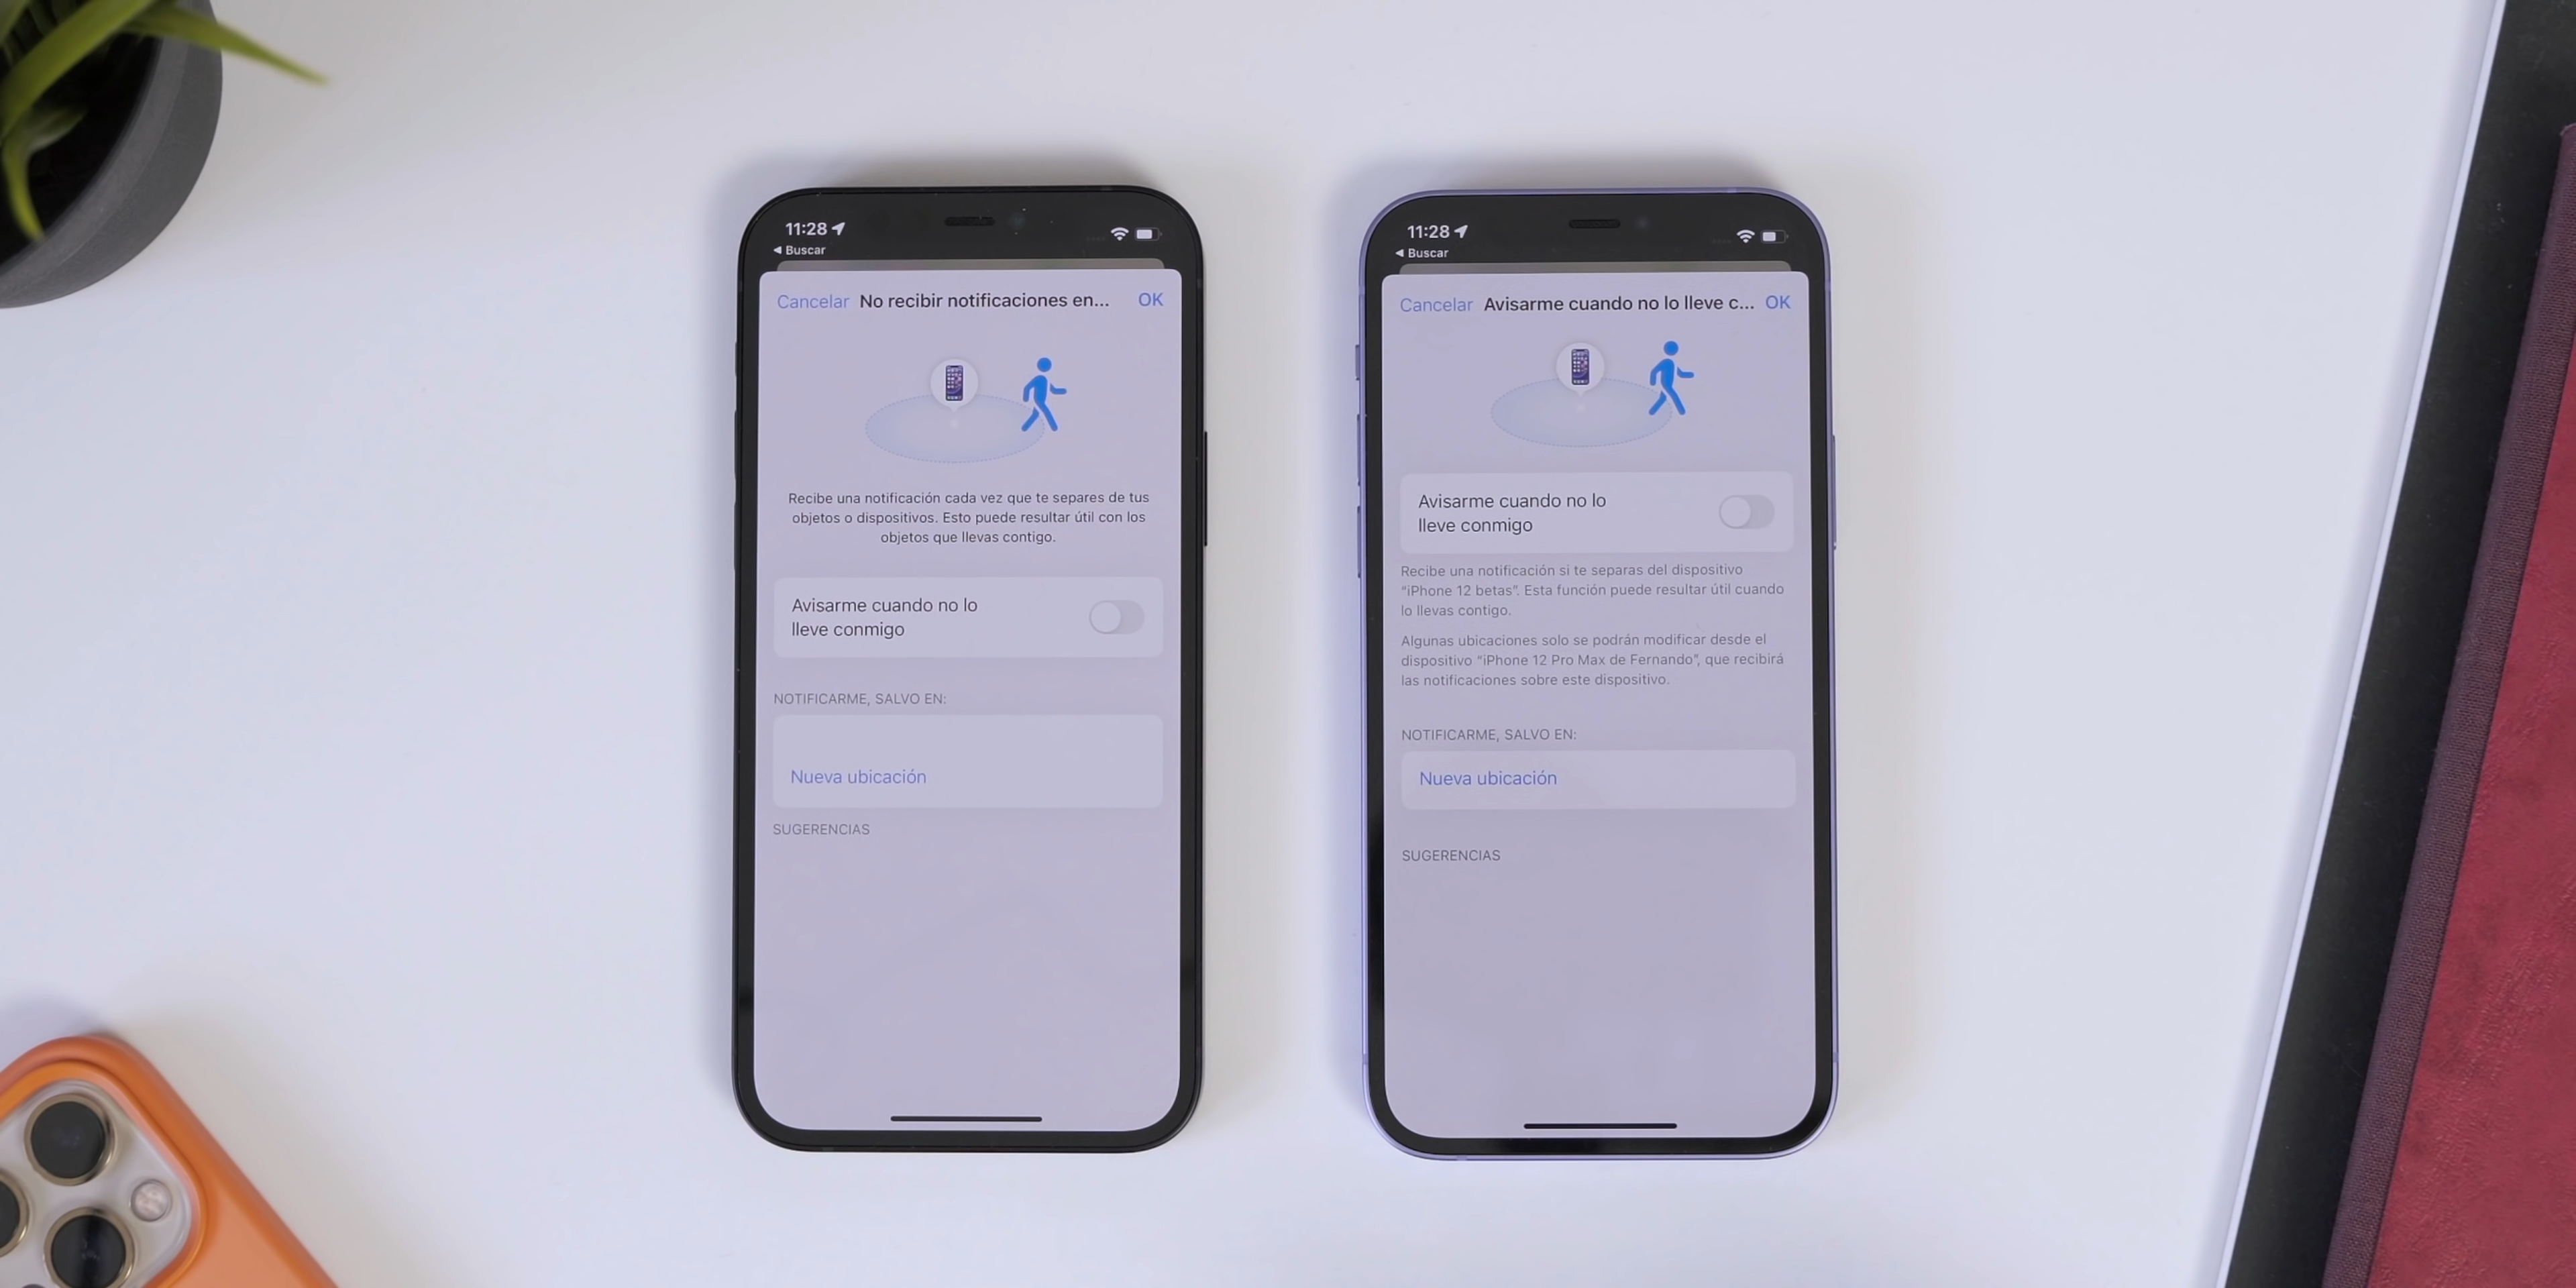 11:28
Buscar
Cancelar No recibir notificaciones en... OK
Recibe una notificación cada vez que te separes de tus
objetos o dispositivos. Esto puede resultar útil con los
objetos que llevas contigo.
Avisarme cuando no lo
lleve conmigo
NOTIFICARME, SALVO EN:
Nueva ubicación
SUGERENCIAS
11:28
Buscar
Cancelar Avisarme cuando no lo lleve c... OK
Avisarme cuando no lo
lleve conmigo
Recibe una notificación si te separas del dispositivo
“iPhone 12 betas”. Esta función puede resultar útil cuando
lo llevas contigo.
Algunas ubicaciones solo se podrán modificar desde el
dispositivo “iPhone 12 Pro Max de Fernando”, que recibirá
las notificaciones sobre este dispositivo.
NOTIFICARME, SALVO EN:
Nueva ubicación
SUGERENCIAS